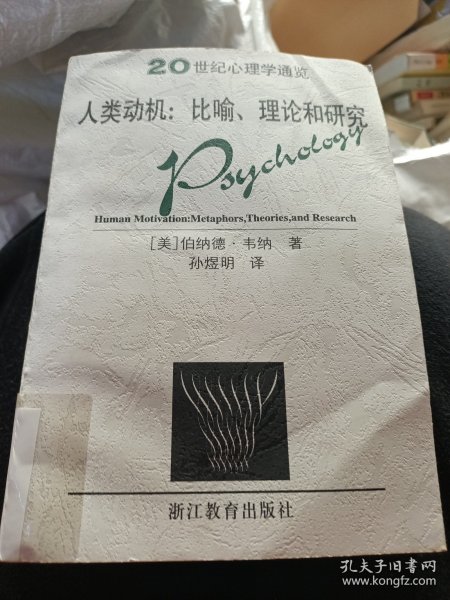 20世纪心理学通览
人类动机：比喻、理论和研究
Psychology
Human Motivation:Metaphors,Theories,and Research
[美]伯纳德·韦纳 著
孙煜明 译
浙江教育出版社
孔夫子旧书网
www.kongfz.com